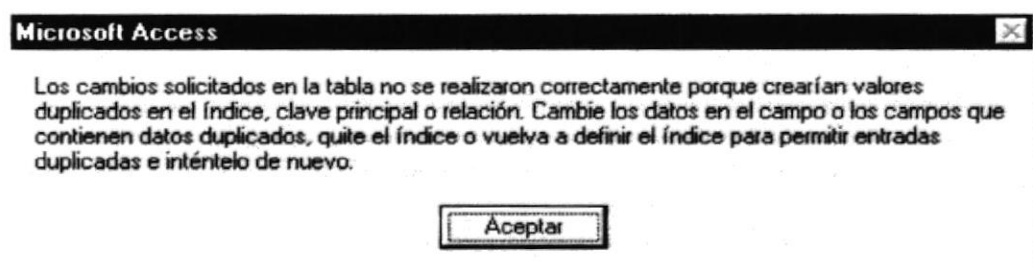 Microsoft Access
Los cambios solicitados en la tabla no se realizaron correctamente porque crearían valores
duplicados en el índice, clave principal o relación. Cambie los datos en el campo o los campos que
contienen datos duplicados, quite el índice o vuelva a definir el índice para permitir entradas
duplicadas e inténtelo de nuevo.
Aceptar